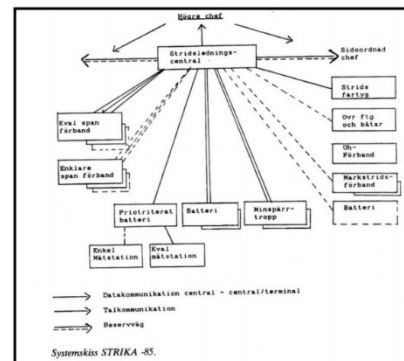 Högre chef
Stridslednings-
central
Sidoordnad
chef
Kval span
förband
Enklare
span förband
Strids
fartyg
Övr ftg
och båtar
Uh-
Förband
Markstrids-
förband
Batteri
Priotriterat
batteri
Batteri
Minspärr-
tropp
Enkel
Mätstation
Kval
mätstation
Datakommunikation central - central/terminal
Talkommunikation
Reservväg
Systemskiss STRIKA -85.